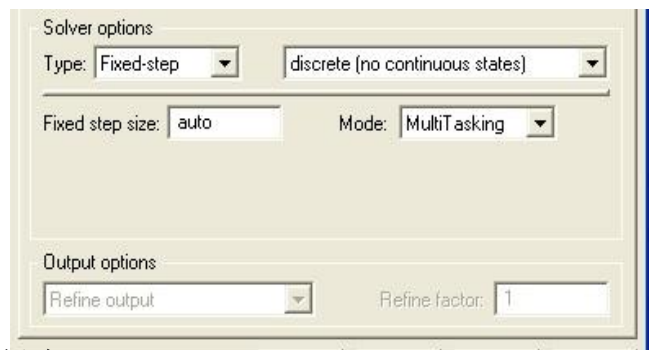 Solver options
Type: Fixed-step discrete (no continuous states)
Fixed step size: auto Mode: MultiTasking
Output options
Refine output Refine factor: 1